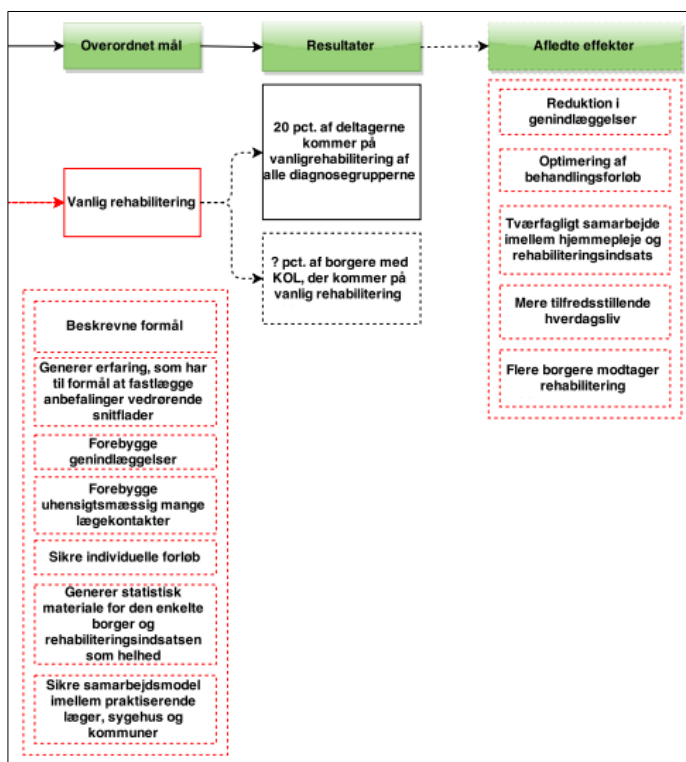 Overordnet mål
Resultater
Afledte effekter
20 pct. af deltagerne
kommer på
vanligrehabilitering af
alle diagnosegrupperne
Vanlig rehabilitering
? pct. af borgere med
KOL, der kommer på
vanlig rehabilitering
Beskrevne formål
Generer erfaring, som har
til formål at fastlægge
anbefalinger vedrørende
snitflader
Forebygge
genindlæggelser
Forebygge
uhensigtsmæssig mange
lægekontakter
Sikre individuelle forløb
Generer statistisk
materiale for den enkelte
borger og
rehabiliteringsindsatsen
som helhed
Sikre samarbejdsmodel
imellem praktiserende
læger, sygehus og
kommuner
Reduktion i
genindlæggelser
Optimering af
behandlingsforløb
Tværfagligt samarbejde
imellem hjemmepleje og
rehabiliteringsindsats
Mere tilfredsstillende
hverdagsliv
Flere borgere modtager
rehabilitering